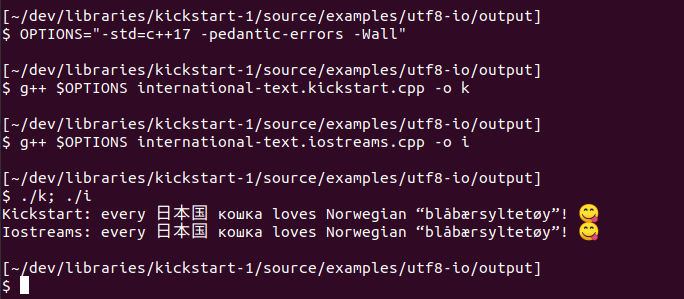 [~/dev/libraries/kickstart-1/source/examples/utf8-io/output]
$ OPTIONS="-std=c++17 -pedantic-errors -Wall"
[~/dev/libraries/kickstart-1/source/examples/utf8-io/output]
$ g++ $OPTIONS international-text.kickstart.cpp -o k
[~/dev/libraries/kickstart-1/source/examples/utf8-io/output]
$ g++ $OPTIONS international-text.iostreams.cpp -o i
[~/dev/libraries/kickstart-1/source/examples/utf8-io/output]
$ ./k; ./i
Kickstart: every 日本国 кошка loves Norwegian “blåbærsyltetøy”! 😋
Iostreams: every 日本国 кошка loves Norwegian “blåbærsyltetøy”! 😋
[~/dev/libraries/kickstart-1/source/examples/utf8-io/output]
$